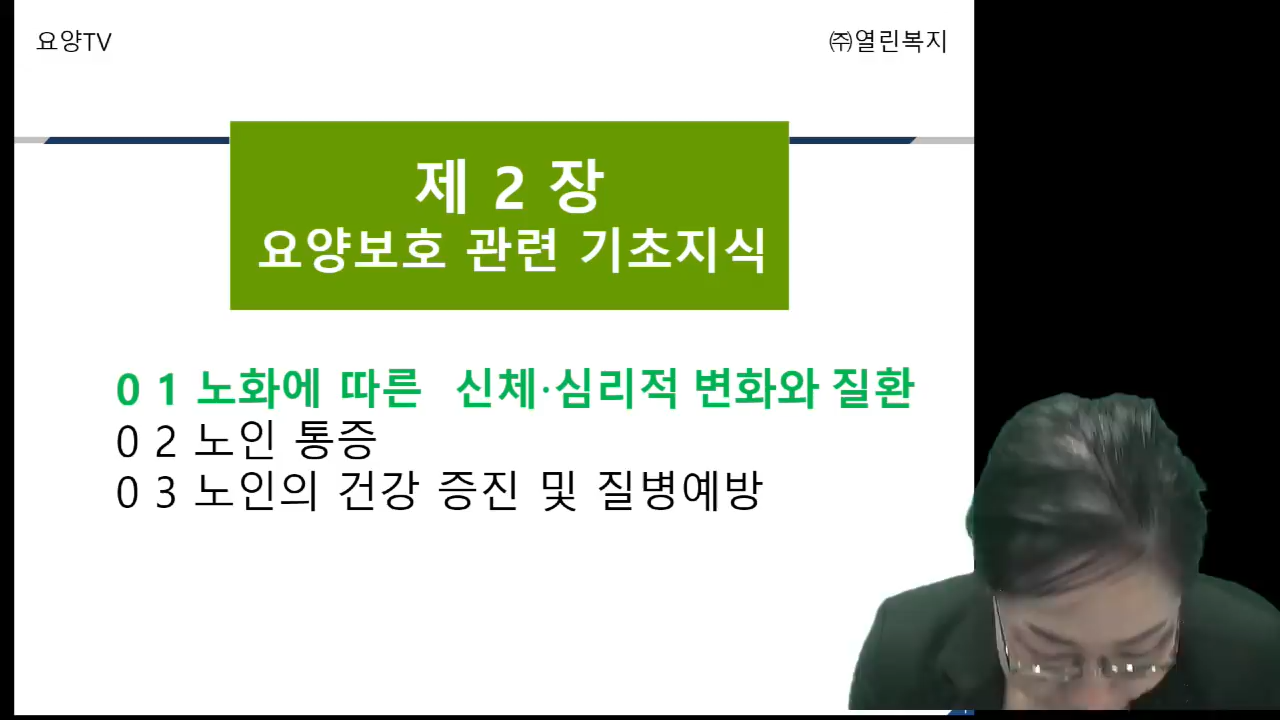 요양TV
㈜열린복지
제 2 장
요양보호 관련 기초지식
0 1 노화에 따른 신체·심리적 변화와 질환
0 2 노인 통증
0 3 노인의 건강 증진 및 질병예방